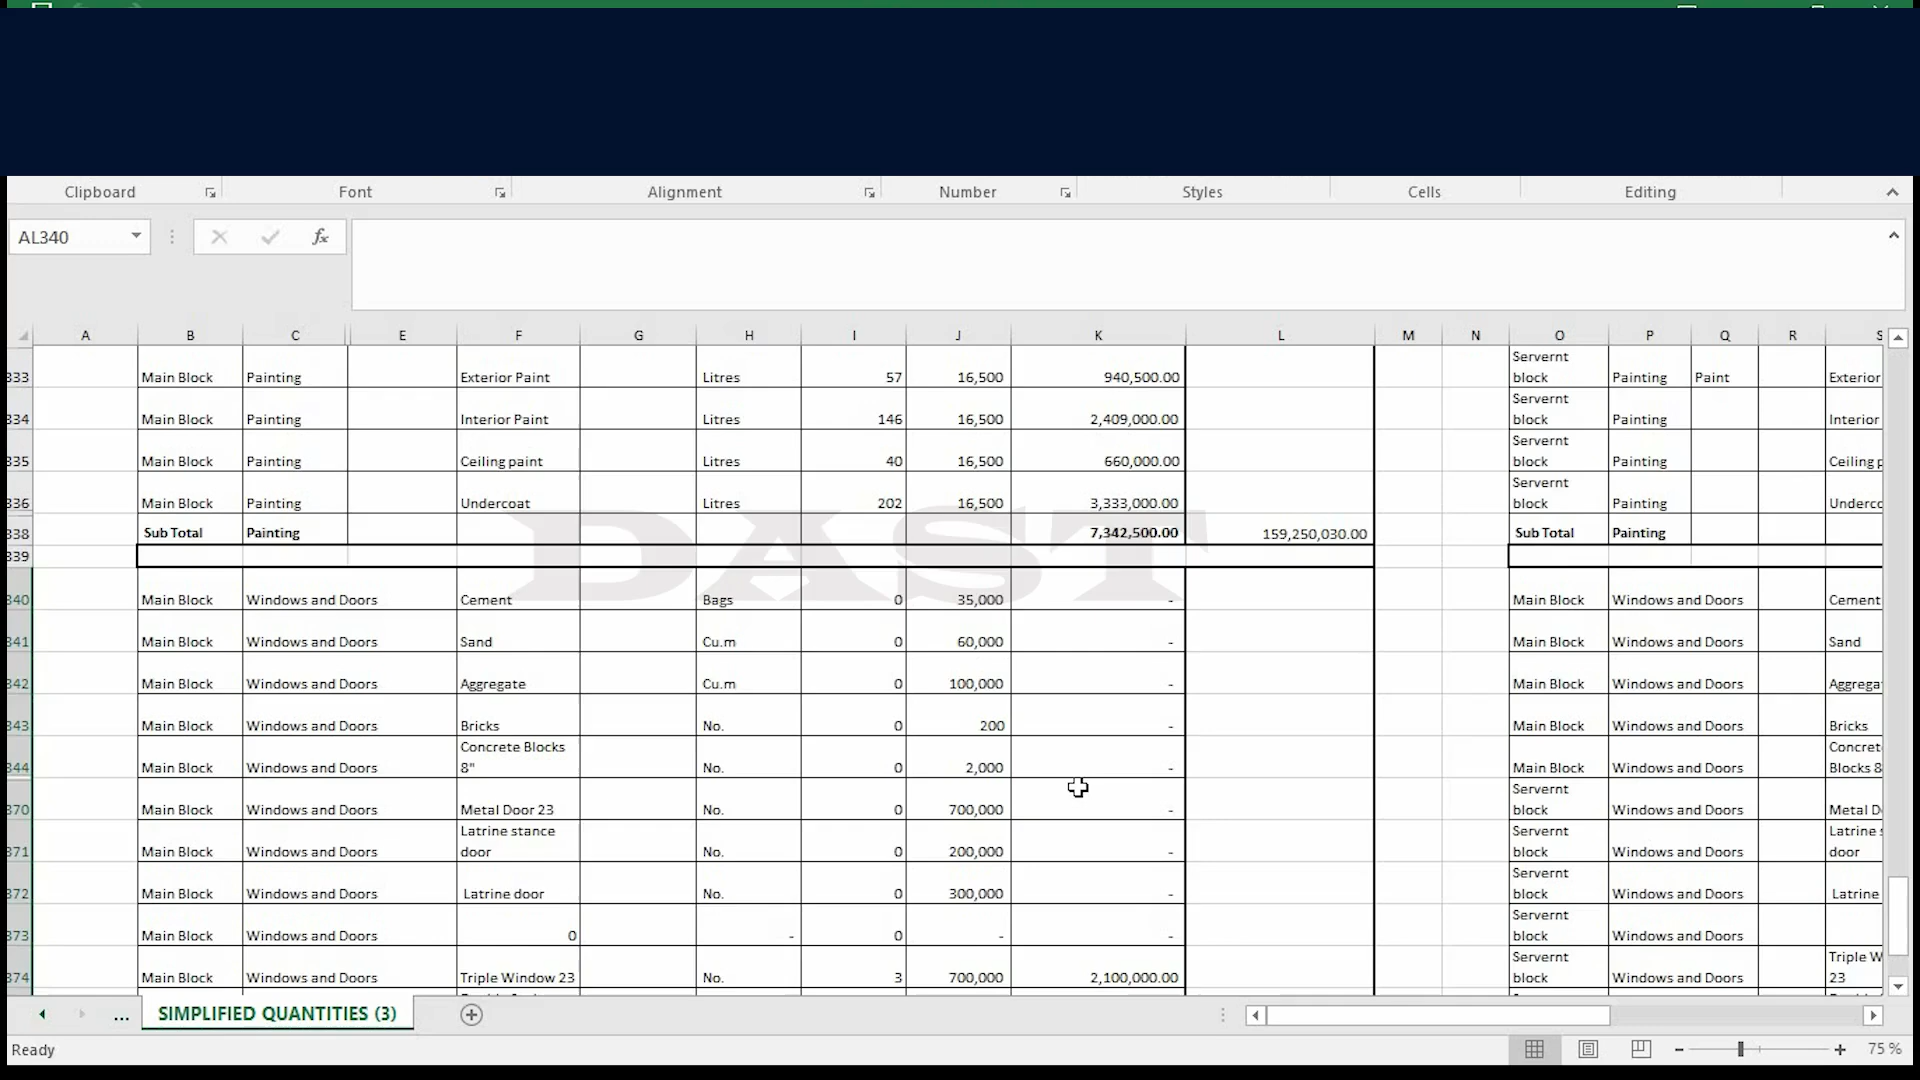 Clipboard Font Alignment Number Styles Cells Editing
AL340 fx
A B C E F G H I J K L M N O P Q R S
333 Main Block Painting Exterior Paint Litres 57 16,500 940,500.00 Servernt block Painting Paint Exterior
334 Main Block Painting Interior Paint Litres 146 16,500 2,409,000.00 Servernt block Painting Interior
335 Main Block Painting Ceiling paint Litres 40 16,500 660,000.00 Servernt block Painting Ceiling p
336 Main Block Painting Undercoat Litres 202 16,500 3,333,000.00 Servernt block Painting Underco
338 Sub Total Painting 7,342,500.00 159,250,030.00 Sub Total Painting
339
DAST
340 Main Block Windows and Doors Cement Bags 0 35,000 - Main Block Windows and Doors Cement
341 Main Block Windows and Doors Sand Cu.m 0 60,000 - Main Block Windows and Doors Sand
342 Main Block Windows and Doors Aggregate Cu.m 0 100,000 - Main Block Windows and Doors Aggrega
343 Main Block Windows and Doors Bricks No. 0 200 - Main Block Windows and Doors Bricks
344 Main Block Windows and Doors Concrete Blocks 8" No. 0 2,000 - Main Block Windows and Doors Concret Blocks 8
370 Main Block Windows and Doors Metal Door 23 No. 0 700,000 - Servernt block Windows and Doors Metal D
371 Main Block Windows and Doors Latrine stance door No. 0 200,000 - Servernt block Windows and Doors Latrine s door
372 Main Block Windows and Doors Latrine door No. 0 300,000 - Servernt block Windows and Doors Latrine
373 Main Block Windows and Doors 0 - 0 - - Servernt block Windows and Doors
374 Main Block Windows and Doors Triple Window 23 No. 3 700,000 2,100,000.00 Servernt block Windows and Doors Triple W 23
... SIMPLIFIED QUANTITIES (3)
Ready 75 %